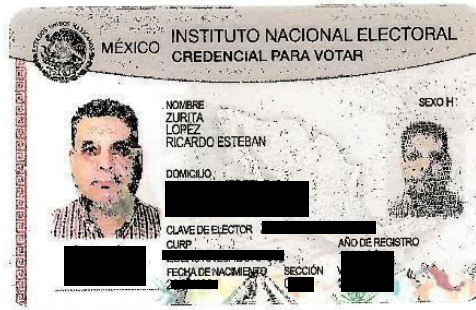 MÉXICO
INSTITUTO NACIONAL ELECTORAL
CREDENCIAL PARA VOTAR
NOMBRE
SEXO H
ZURITA
LOPEZ
RICARDO ESTEBAN
DOMICILIO
CLAVE DE ELECTOR
CURP
AÑO DE REGISTRO
FECHA DE NACIMIENTO
SECCIÓN